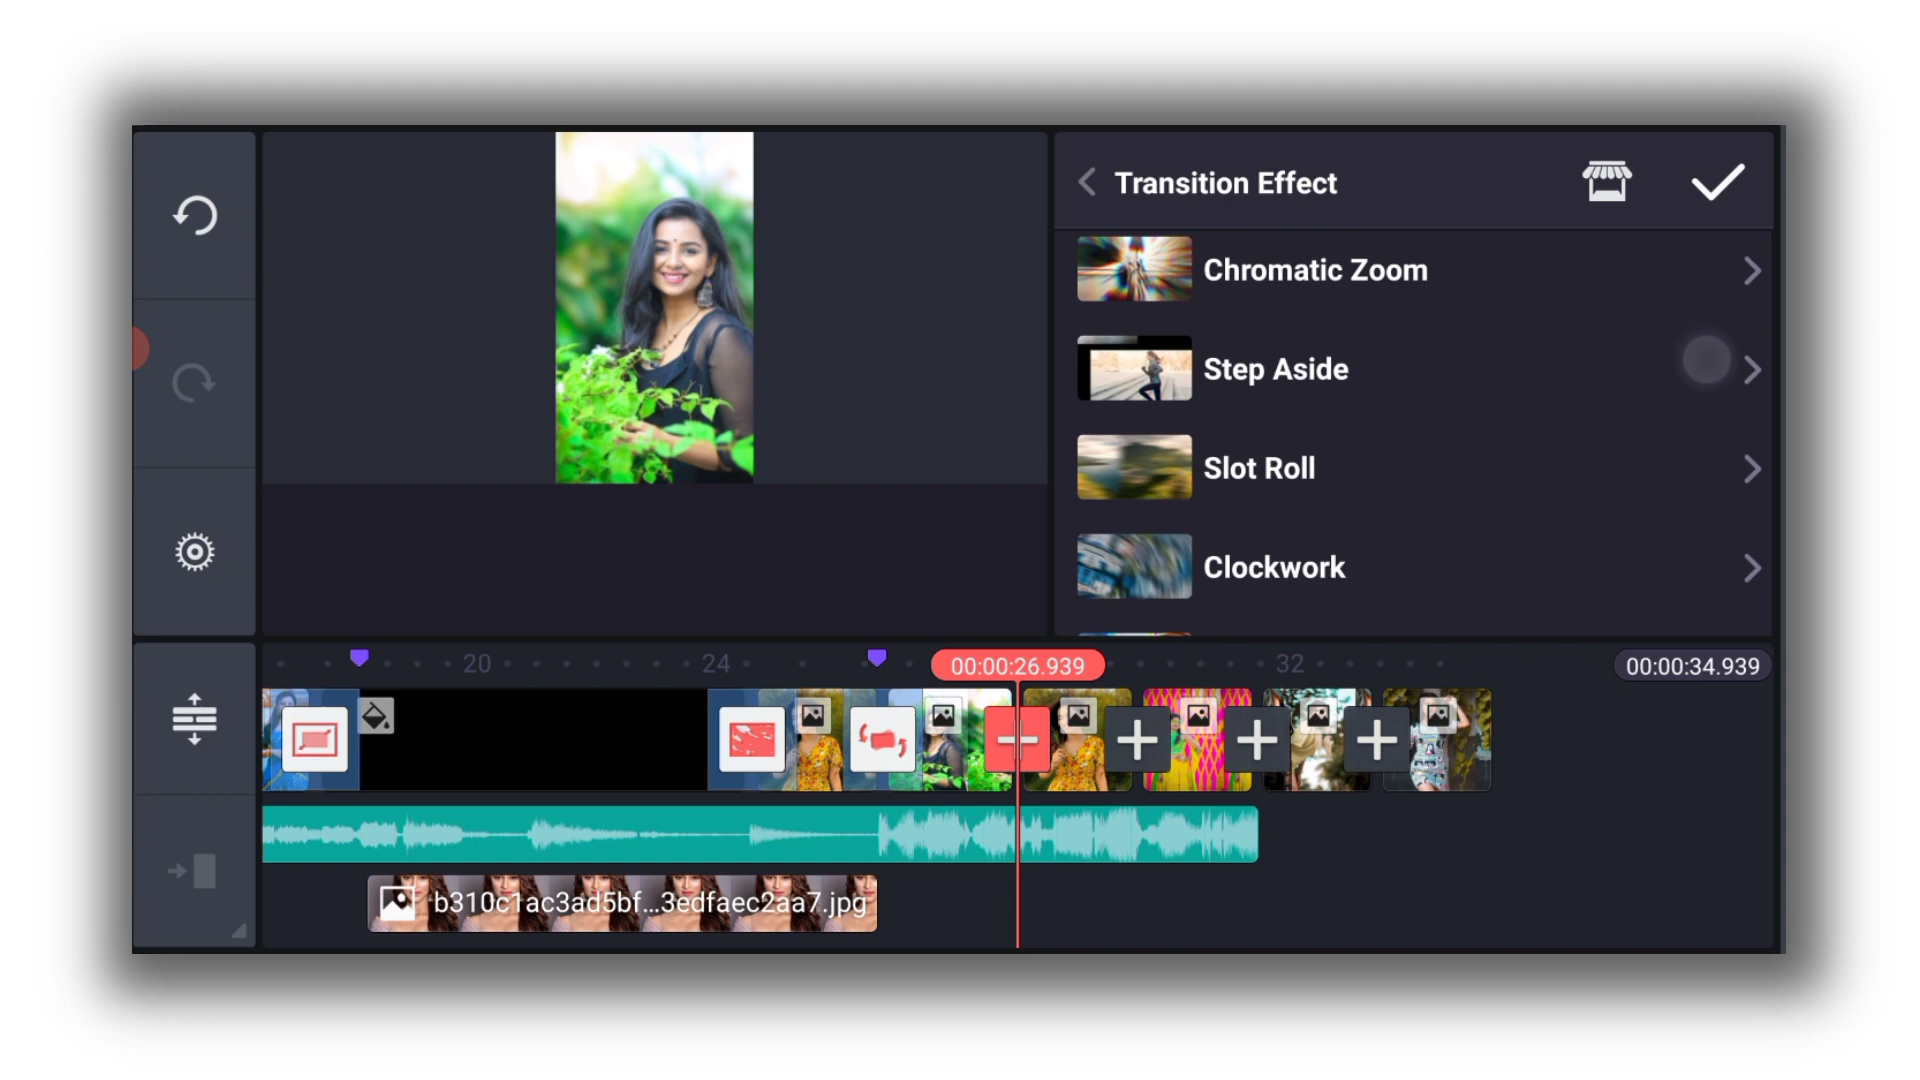 Transition Effect
Chromatic Zoom
Step Aside
Slot Roll
Clockwork
20
24
00:00:26.939
32
00:00:34.939
b310c1ac3ad5bf...3edfaec2aa7.jpg